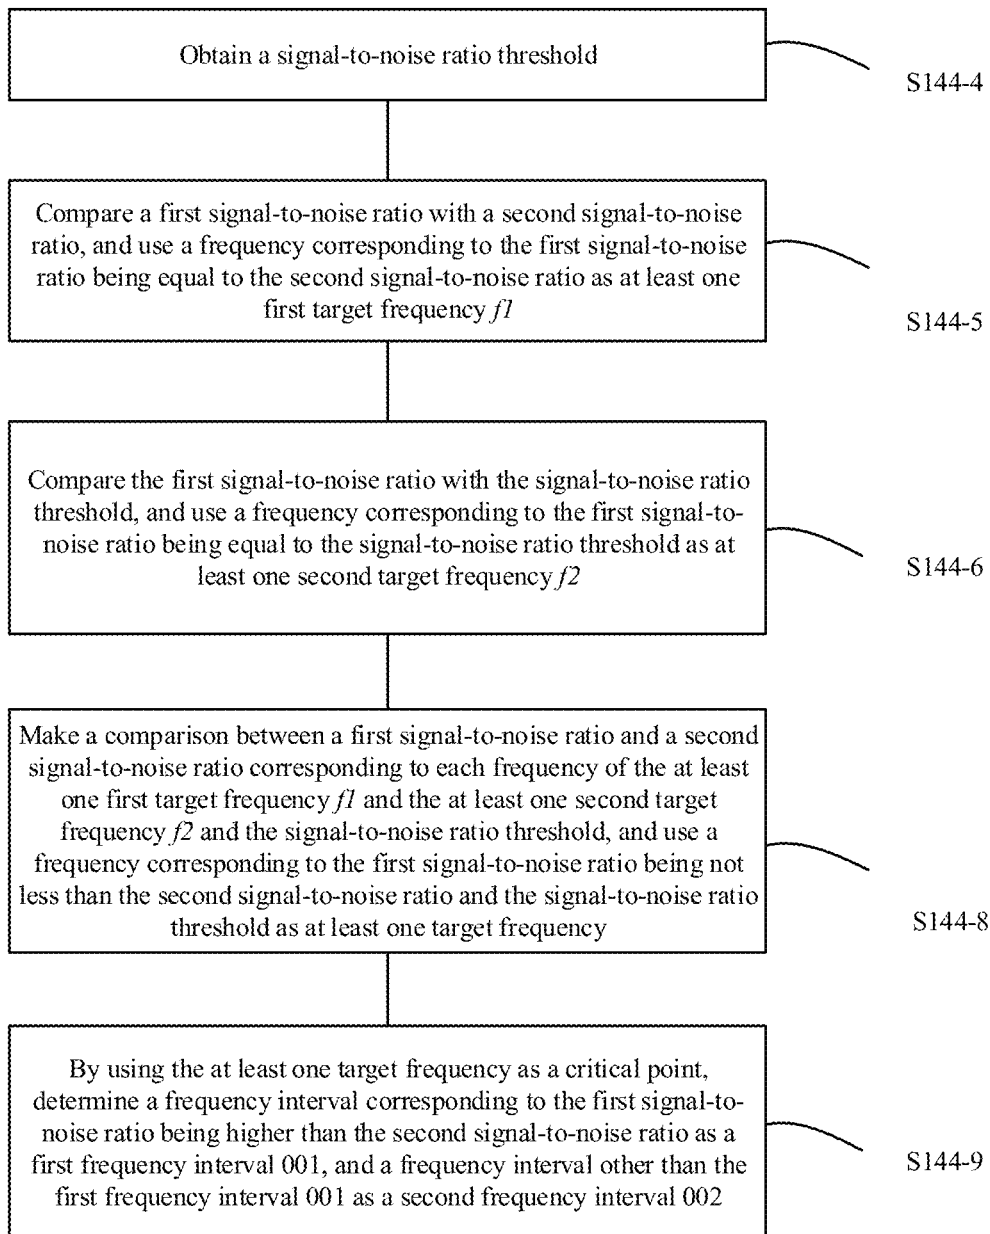 Obtain a signal-to-noise ratio threshold
S144-4
Compare a first signal-to-noise ratio with a second signal-to-noise
ratio, and use a frequency corresponding to the first signal-to-noise
ratio being equal to the second signal-to-noise ratio as at least one
first target frequency f1
S144-5
Compare the first signal-to-noise ratio with the signal-to-noise ratio
threshold, and use a frequency corresponding to the first signal-to-
noise ratio being equal to the signal-to-noise ratio threshold as at
least one second target frequency f2
S144-6
Make a comparison between a first signal-to-noise ratio and a second
signal-to-noise ratio corresponding to each frequency of the at least
one first target frequency f1 and the at least one second target
frequency f2 and the signal-to-noise ratio threshold, and use a
frequency corresponding to the first signal-to-noise ratio being not
less than the second signal-to-noise ratio and the signal-to-noise ratio
threshold as at least one target frequency
S144-8
By using the at least one target frequency as a critical point,
determine a frequency interval corresponding to the first signal-to-
noise ratio being higher than the second signal-to-noise ratio as a
first frequency interval 001, and a frequency interval other than the
first frequency interval 001 as a second frequency interval 002
S144-9